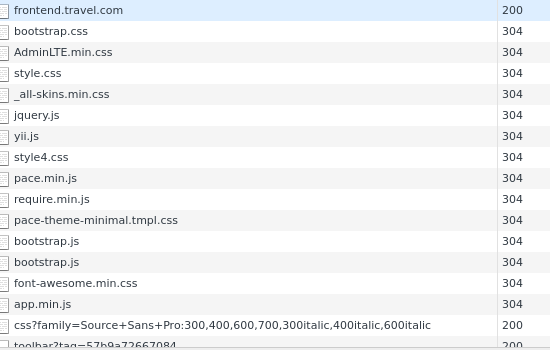 frontend.travel.com 200
bootstrap.css 304
AdminLTE.min.css 304
style.css 304
_all-skins.min.css 304
jquery.js 304
yii.js 304
style4.css 304
pace.min.js 304
require.min.js 304
pace-theme-minimal.tmpl.css 304
bootstrap.js 304
bootstrap.js 304
font-awesome.min.css 304
app.min.js 304
css?family=Source+Sans+Pro:300,400,600,700,300italic,400italic,600italic 200
toolbar?tag=57b9a72667084 200